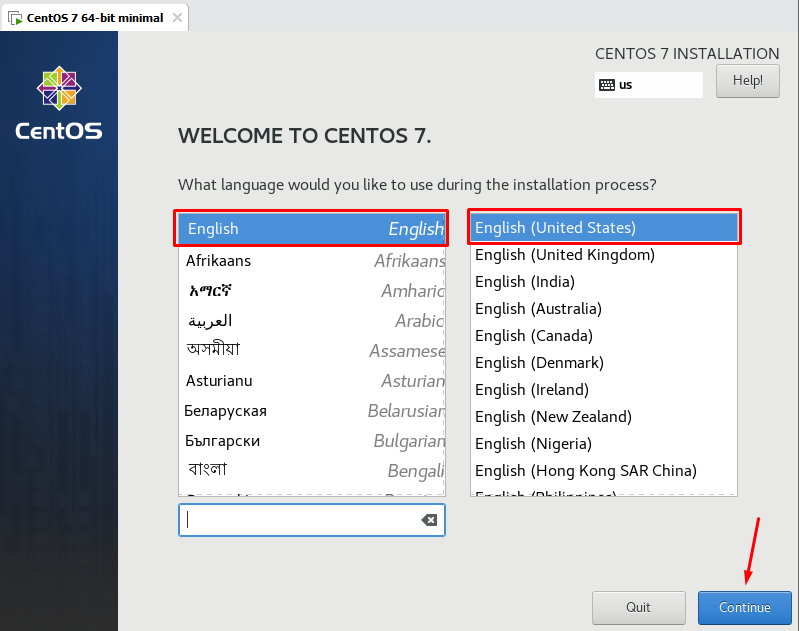 CentOS 7 64-bit minimal
CentOS
CENTOS 7 INSTALLATION
us
Help!
WELCOME TO CENTOS 7.
What language would you like to use during the installation process?
English English
Afrikaans Afrikaans
አማርኛ Amharic
العربية Arabic
অসমীয়া Assamese
Asturianu Asturian
Беларуская Belarusian
Български Bulgarian
বাংলা Bengali
English (United States)
English (United Kingdom)
English (India)
English (Australia)
English (Canada)
English (Denmark)
English (Ireland)
English (New Zealand)
English (Nigeria)
English (Hong Kong SAR China)
English (Philippines)
Quit
Continue